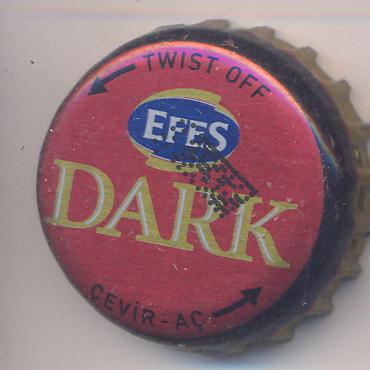 TWIST OFF
EFES
DARK
ÇEVİR-AÇ